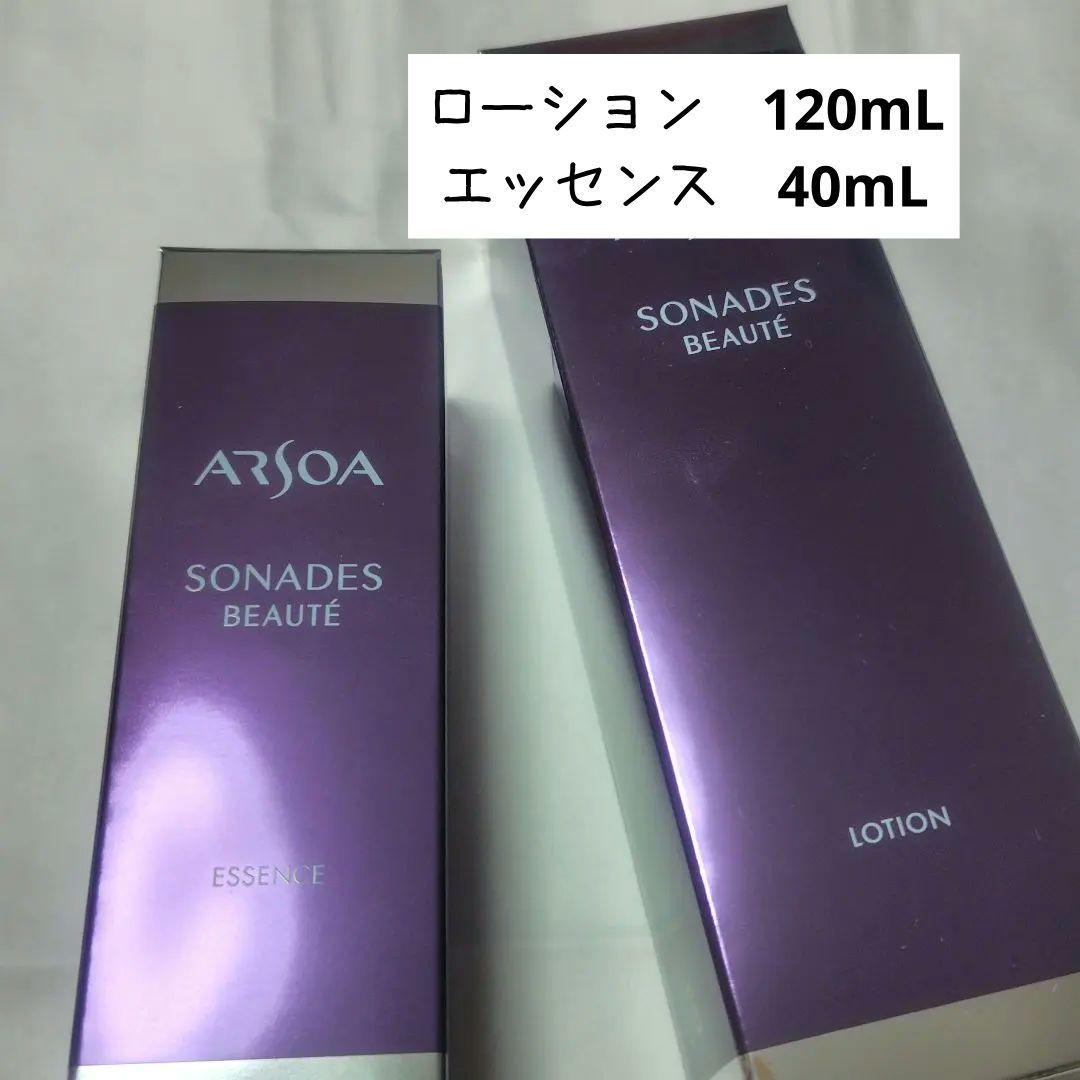 ローション 120mL
エッセンス 40mL
SONADES
BEAUTÉ
LOTION
ARSOA
SONADES
BEAUTÉ
ESSENCE